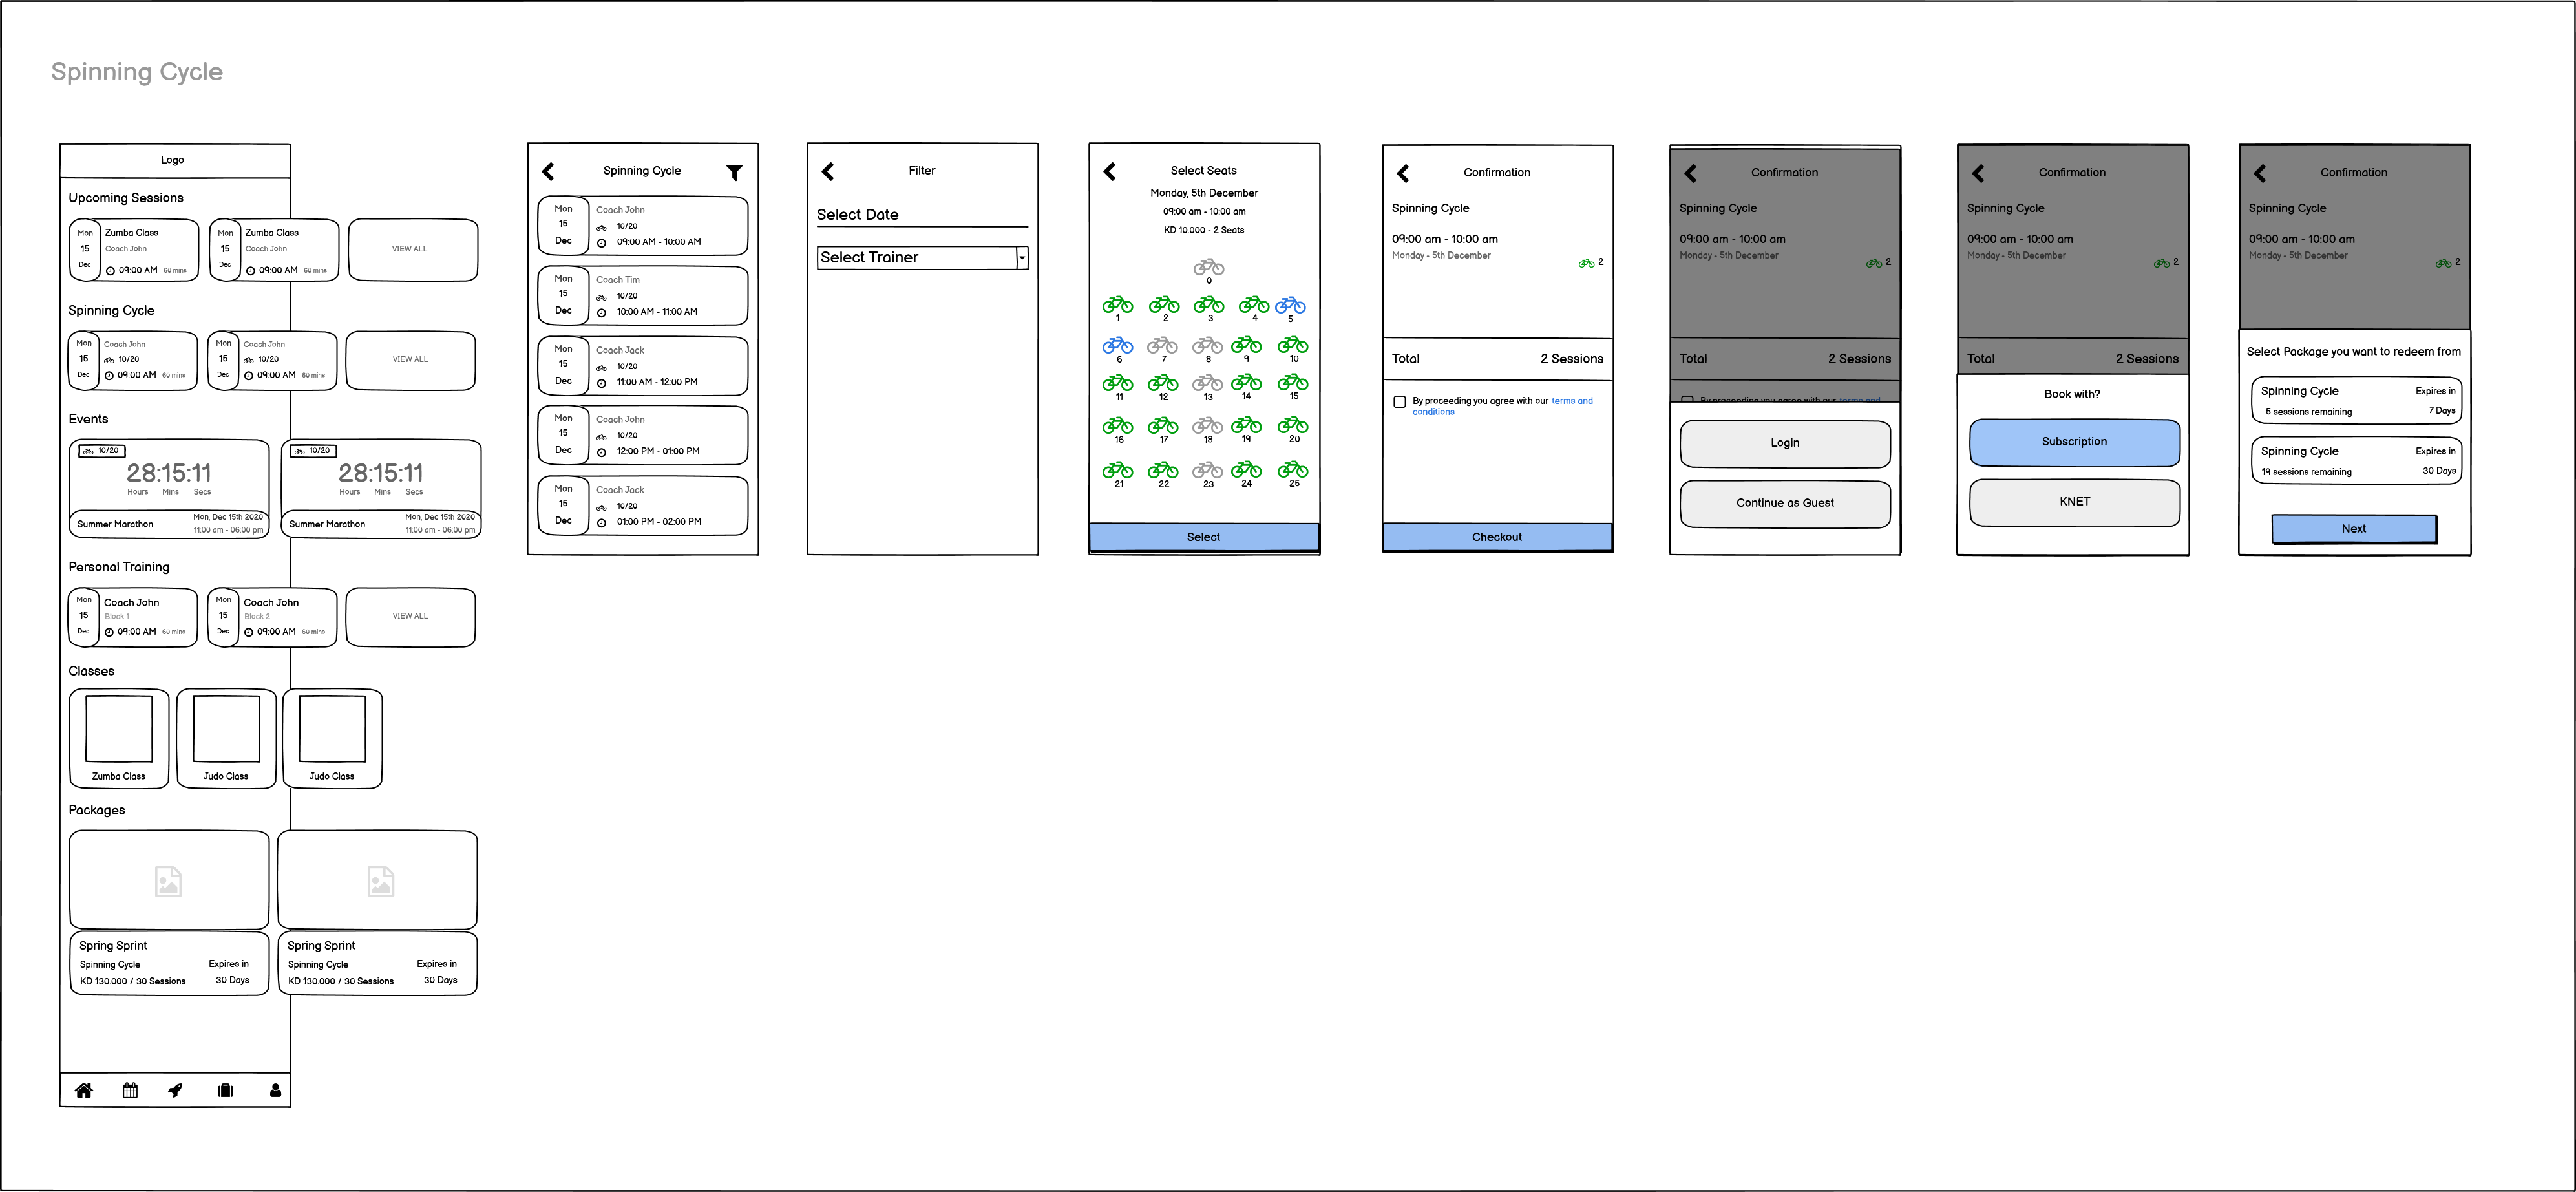 Spinning Cycle
Logo
Upcoming Sessions
Mon
15
Dec
Zumba Class
Coach John
09:00 AM 60 mins
Mon
15
Dec
Zumba Class
Coach John
09:00 AM 60 mins
VIEW ALL
Spinning Cycle
Mon
15
Dec
Coach John
10/20
09:00 AM 60 mins
Mon
15
Dec
Coach John
10/20
09:00 AM 60 mins
VIEW ALL
Events
10/20
28:15:11
Hours Mins Secs
Summer Marathon
Mon, Dec 15th 2020
11:00 am - 06:00 pm
10/20
28:15:11
Hours Mins Secs
Summer Marathon
Mon, Dec 15th 2020
11:00 am - 06:00 pm
Personal Training
Mon
15
Dec
Coach John
Block 1
09:00 AM 60 mins
Mon
15
Dec
Coach John
Block 2
09:00 AM 60 mins
VIEW ALL
Classes
Zumba Class
Judo Class
Judo Class
Packages
Spring Sprint
Spinning Cycle Expires in
KD 130.000 / 30 Sessions 30 Days
Spring Sprint
Spinning Cycle Expires in
KD 130.000 / 30 Sessions 30 Days
Spinning Cycle
Mon
15
Dec
Coach John
10/20
09:00 AM - 10:00 AM
Mon
15
Dec
Coach Tim
10/20
10:00 AM - 11:00 AM
Mon
15
Dec
Coach Jack
10/20
11:00 AM - 12:00 PM
Mon
15
Dec
Coach John
10/20
12:00 PM - 01:00 PM
Mon
15
Dec
Coach Jack
10/20
01:00 PM - 02:00 PM
Filter
Select Date
Select Trainer
Select Seats
Monday, 5th December
09:00 am - 10:00 am
KD 10.000 - 2 Seats
0
1 2 3 4 5
6 7 8 9 10
11 12 13 14 15
16 17 18 19 20
21 22 23 24 25
Select
Confirmation
Spinning Cycle
09:00 am - 10:00 am
Monday - 5th December
2
Total 2 Sessions
By proceeding you agree with our terms and
conditions
Checkout
Confirmation
Spinning Cycle
09:00 am - 10:00 am
Monday - 5th December
2
Total 2 Sessions
By proceeding you agree with our terms and
Login
Continue as Guest
Confirmation
Spinning Cycle
09:00 am - 10:00 am
Monday - 5th December
2
Total 2 Sessions
Book with?
Subscription
KNET
Confirmation
Spinning Cycle
09:00 am - 10:00 am
Monday - 5th December
2
Select Package you want to redeem from
Spinning Cycle Expires in
5 sessions remaining 7 Days
Spinning Cycle Expires in
19 sessions remaining 30 Days
Next